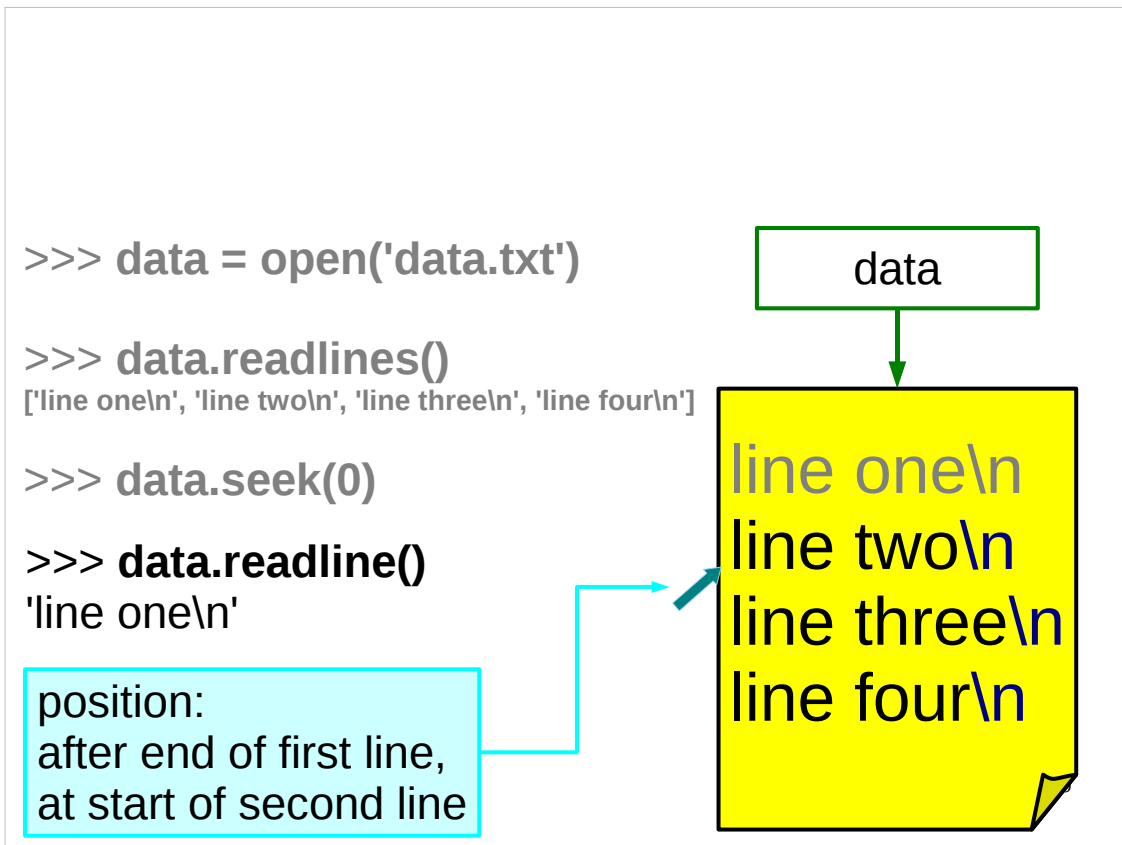 >>> data = open('data.txt')
>>> data.readlines()
['line one\n', 'line two\n', 'line three\n', 'line four\n']
>>> data.seek(0)
>>> data.readline()
'line one\n'
position:
after end of first line,
at start of second line
data
line one\n
line two\n
line three\n
line four\n